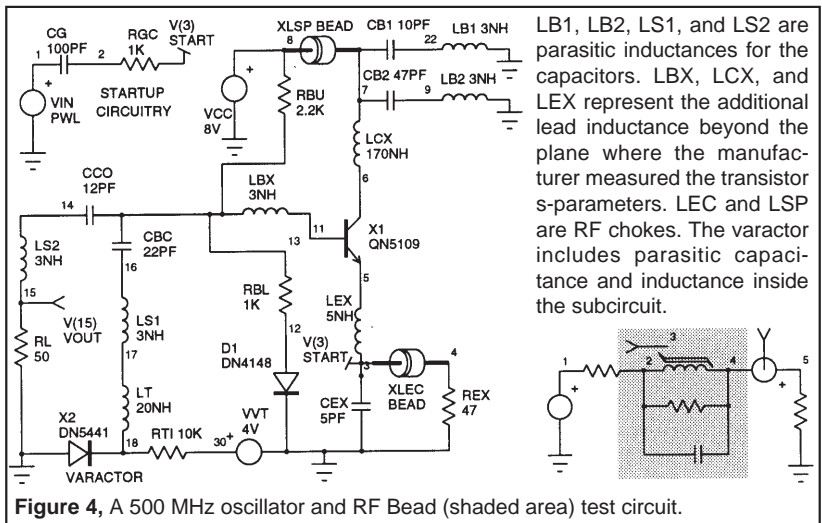 CG
100PF
RGC
1K
V(3)
START
1
2
VIN
PWL
STARTUP
CIRCUITRY
XLSP BEAD
8
CB1 10PF
22
LB1 3NH
VCC
8V
RBU
2.2K
7
CB2 47PF
9
LB2 3NH
LCX
170NH
6
CCO
12PF
14
LBX
3NH
11
13
X1
QN5109
5
LS2
3NH
CBC
22PF
16
15
V(15)
VOUT
LS1
3NH
17
RL
50
LT
20NH
RBL
1K
12
D1
DN4148
LEX
5NH
V(3)
START
3
4
XLEC
BEAD
CEX
5PF
REX
47
X2
DN5441
18
VARACTOR
RTI 10K
30
VVT
4V
LB1, LB2, LS1, and LS2 are
parasitic inductances for the
capacitors. LBX, LCX, and
LEX represent the additional
lead inductance beyond the
plane where the manufac-
turer measured the transistor
s-parameters. LEC and LSP
are RF chokes. The varactor
includes parasitic capaci-
tance and inductance inside
the subcircuit.
1
2
3
4
5
Figure 4, A 500 MHz oscillator and RF Bead (shaded area) test circuit.